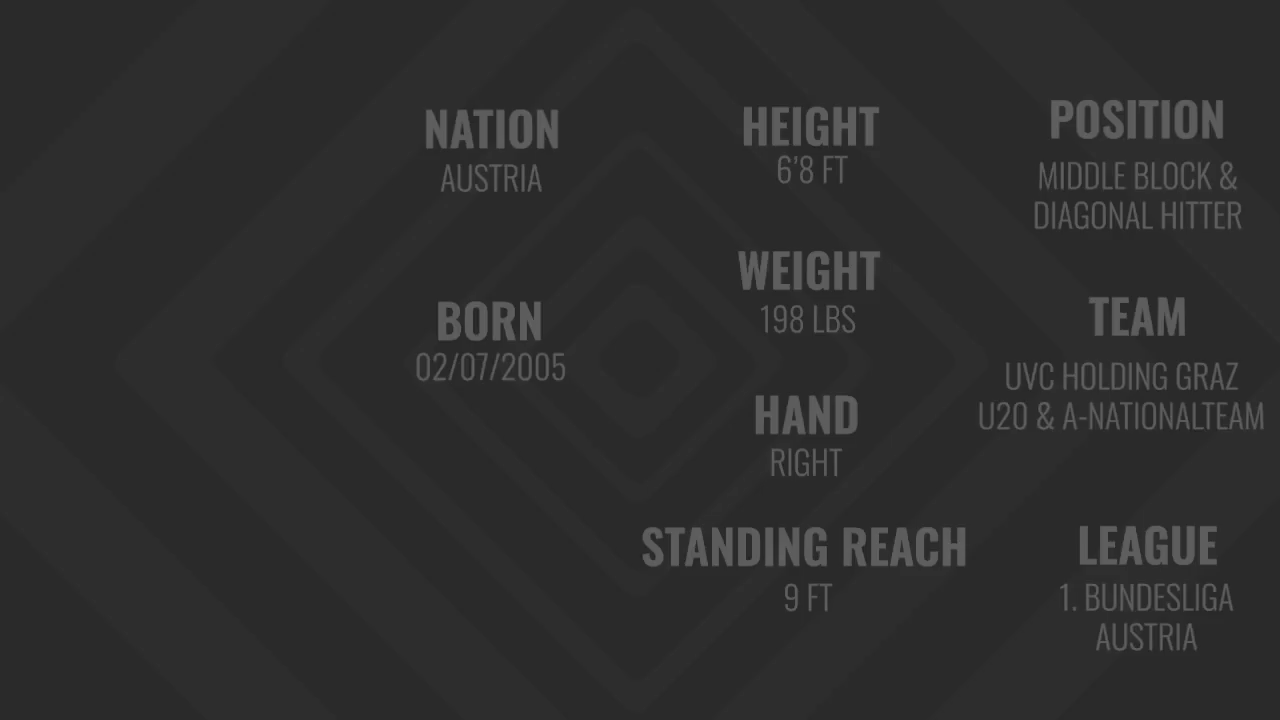 NATION
AUSTRIA
BORN
02/07/2005
HEIGHT
6'8 FT
WEIGHT
198 LBS
HAND
RIGHT
STANDING REACH
9 FT
POSITION
MIDDLE BLOCK &
DIAGONAL HITTER
TEAM
UVC HOLDING GRAZ
U20 & A-NATIONALTEAM
LEAGUE
1. BUNDESLIGA
AUSTRIA